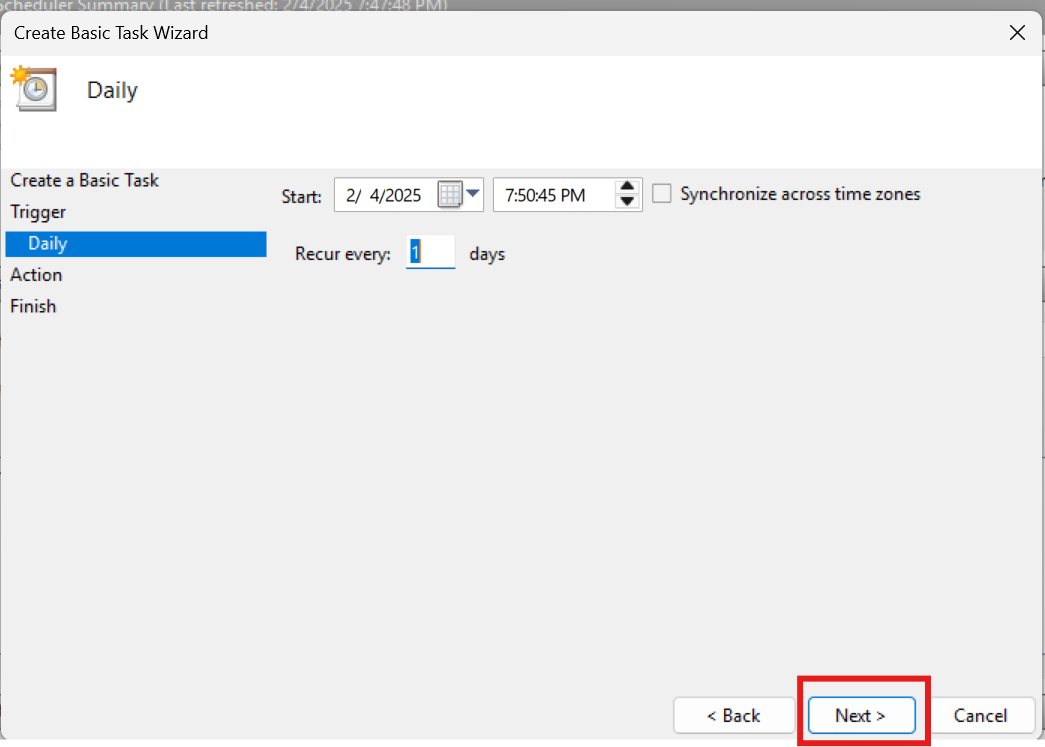 Scheduler Summary (Last refreshed: 2/4/2025 7:47:48 PM)
Create Basic Task Wizard
Daily
Create a Basic Task
Trigger
Daily
Action
Finish
Start: 2/ 4/2025 7:50:45 PM Synchronize across time zones
Recur every: 1 days
< Back Next > Cancel